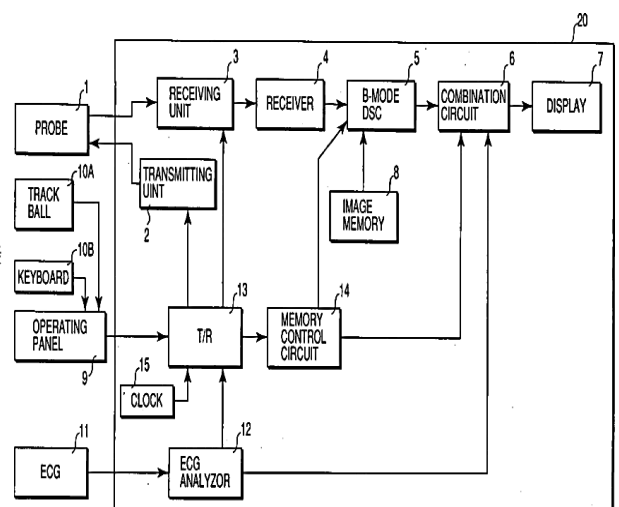 20
3
4
5
6
7
1
RECEIVING
UNIT
RECEIVER
B-MODE
DSC
COMBINATION
CIRCUIT
DISPLAY
PROBE
10A
TRANSMITTING
UINT
2
8
IMAGE
MEMORY
TRACK
BALL
10B
KEYBOARD
13
14
OPERATING
PANEL
9
T/R
MEMORY
CONTROL
CIRCUIT
15
CLOCK
11
12
ECG
ECG
ANALYZOR